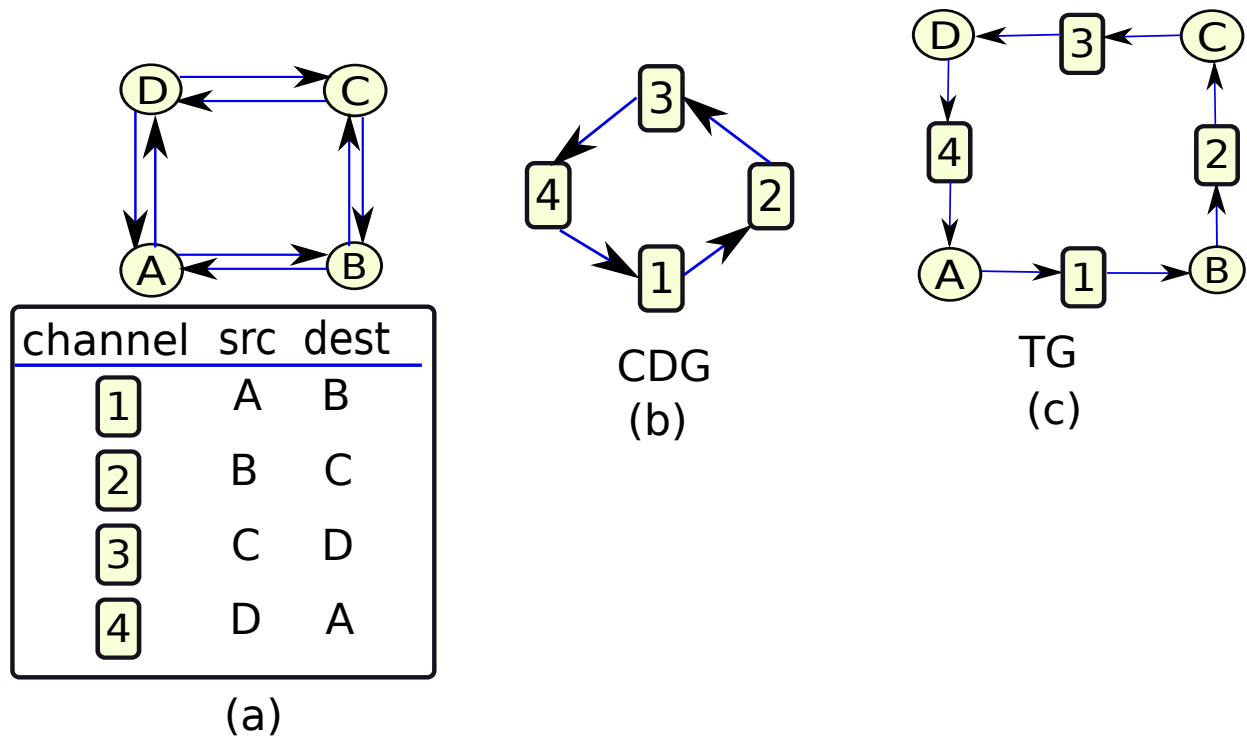 D C
A B
channel src dest
1 A B
2 B C
3 C D
4 D A
(a)
3
4 2
1
CDG
(b)
D 3 C
4 2
A 1 B
TG
(c)